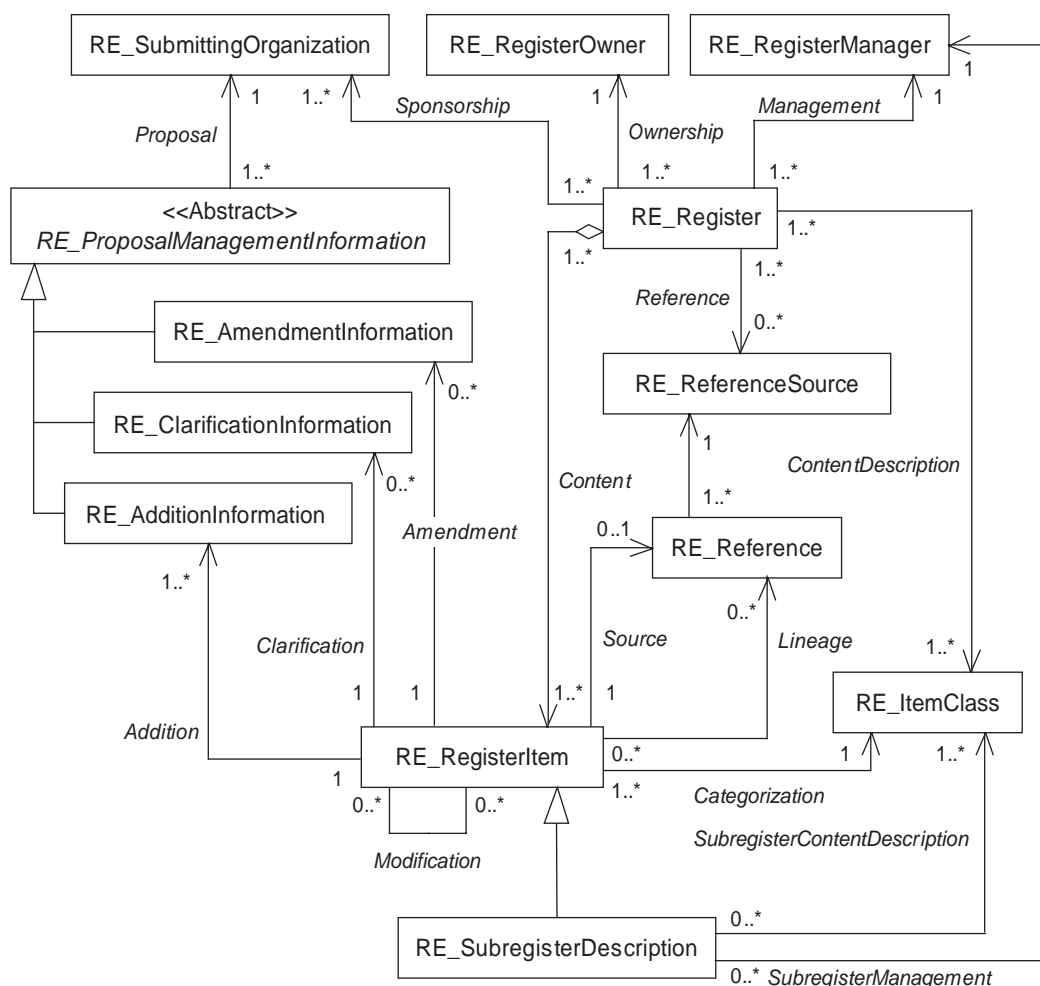 RE_SubmittingOrganization
RE_RegisterOwner
RE_RegisterManager
1
1..*
Sponsorship
1
Management
1
1
Proposal
Ownership
1..*
1..*
1..*
1..*
<<Abstract>>
RE_ProposalManagementInformation
RE_Register
1..*
1..*
1..*
Reference
0..*
RE_AmendmentInformation
0..*
RE_ReferenceSource
RE_ClarificationInformation
0..*
1
Content
ContentDescription
1..*
RE_AdditionInformation
Amendment
0..1
RE_Reference
1..*
0..*
Clarification
Source
Lineage
1..*
1
1
1..*
1
RE_ItemClass
Addition
RE_RegisterItem
0..*
1
1..*
1
1..*
0..*
0..*
Categorization
SubregisterContentDescription
Modification
0..*
RE_SubregisterDescription
0..*
SubregisterManagement